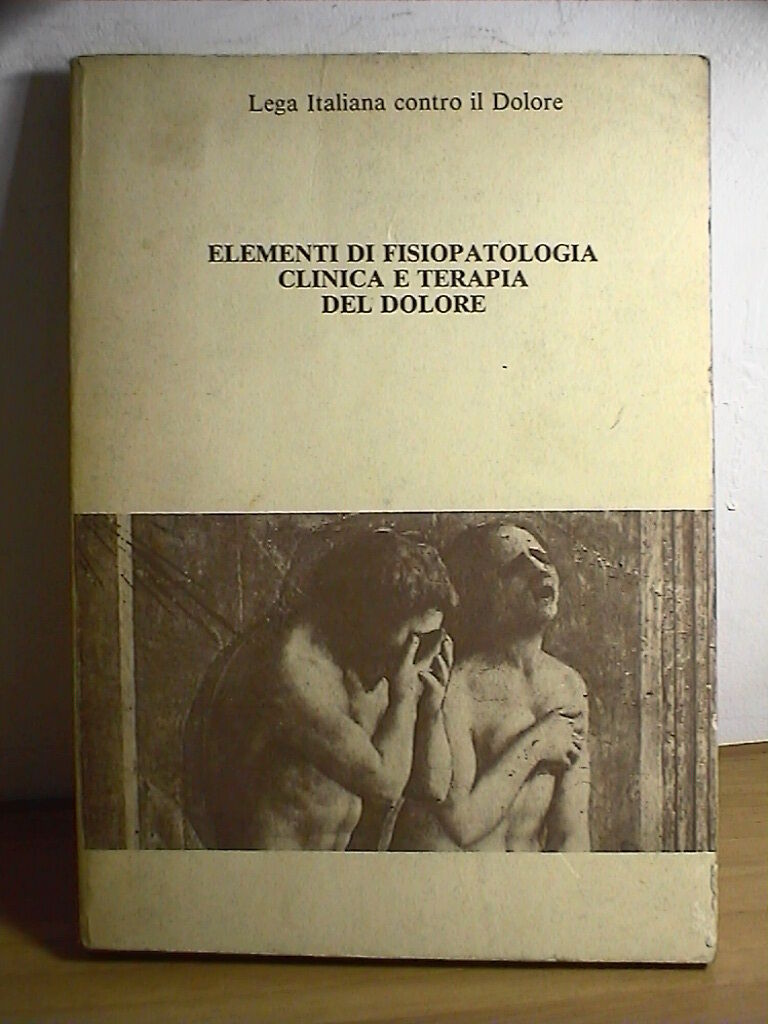 Lega Italiana contro il Dolore
ELEMENTI DI FISIOPATOLOGIA
CLINICA E TERAPIA
DEL DOLORE